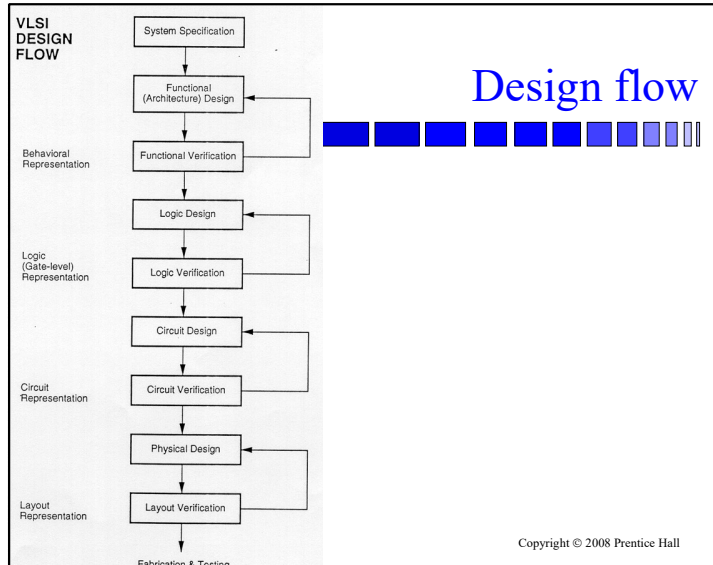 VLSI
DESIGN
FLOW
Design flow
System Specification
Functional
(Architecture) Design
Behavioral
Representation
Functional Verification
Logic Design
Logic
(Gate-level)
Representation
Logic Verification
Circuit Design
Circuit
Representation
Circuit Verification
Physical Design
Layout
Representation
Layout Verification
Fabrication & Testing
Copyright © 2008 Prentice Hall